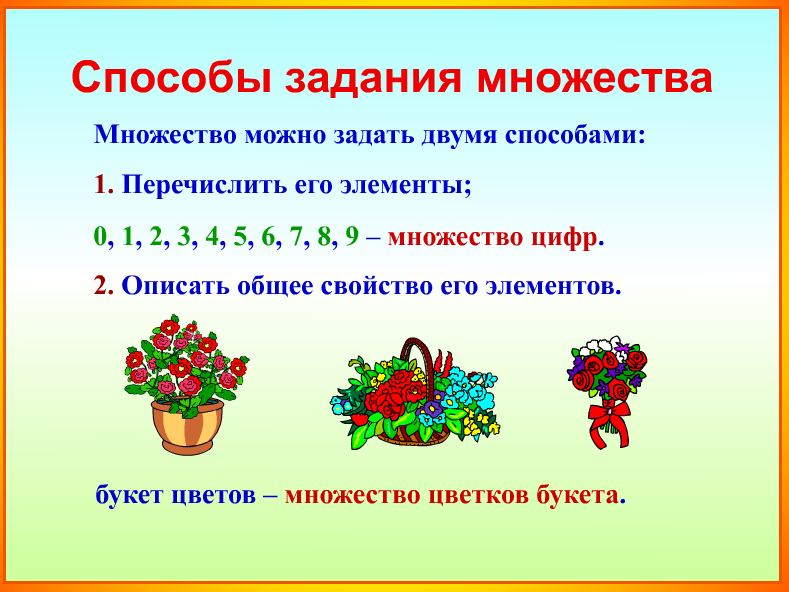 Способы задания множества
Множество можно задать двумя способами:
1. Перечислить его элементы;
0, 1, 2, 3, 4, 5, 6, 7, 8, 9 – множество цифр.
2. Описать общее свойство его элементов.
букет цветов – множество цветков букета.